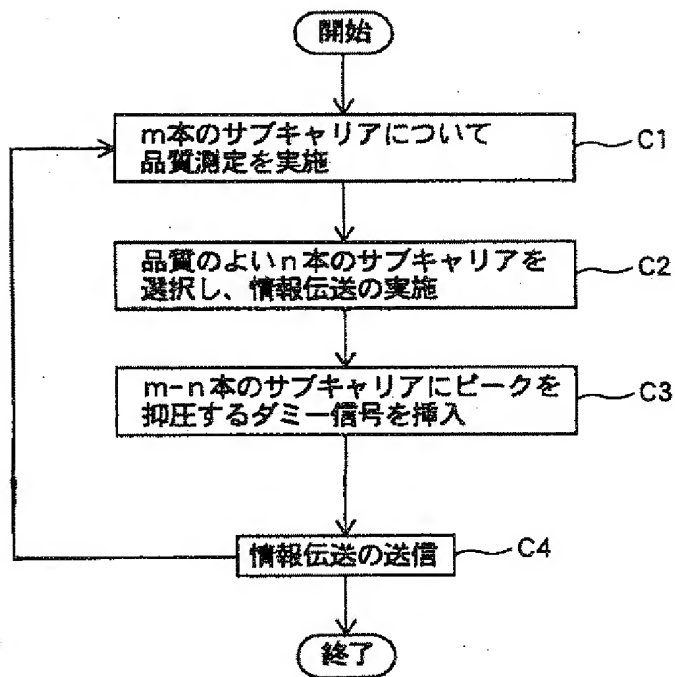 開始
m本のサブキャリアについて
品質測定を実施
C1
品質のよいn本のサブキャリアを
選択し、情報伝送の実施
C2
m-n本のサブキャリアにピークを
抑圧するダミー信号を挿入
C3
情報伝送の送信
C4
終了